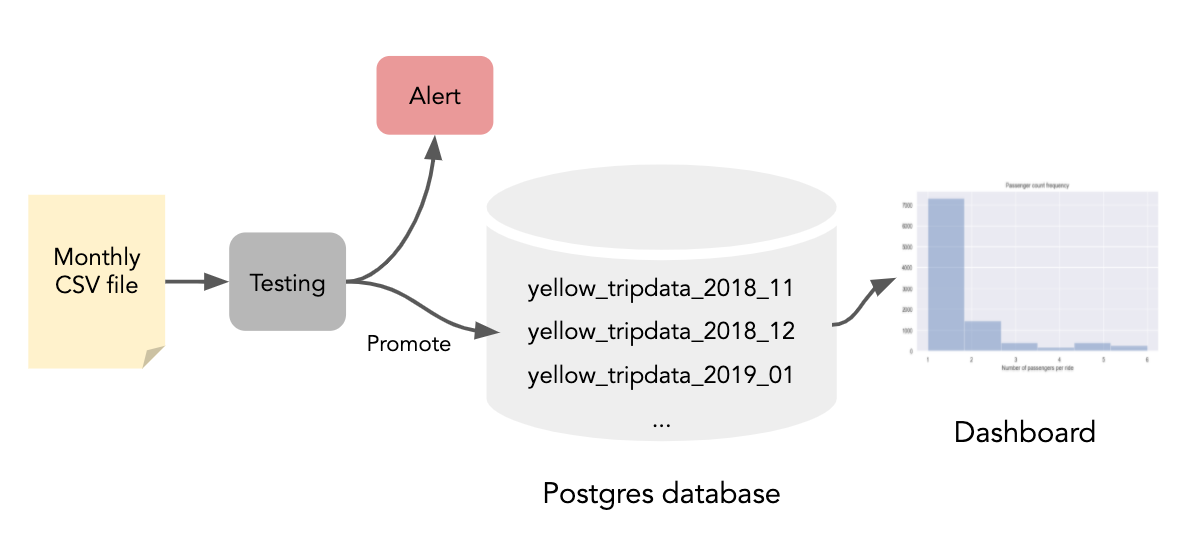 Alert
Monthly
CSV file
Testing
Promote
yellow_tripdata_2018_11
yellow_tripdata_2018_12
yellow_tripdata_2019_01
...
Postgres database
Passenger count frequency
7000
6000
5000
4000
3000
2000
1000
0
1 2 3 4 5 6
Number of passengers per ride
Dashboard